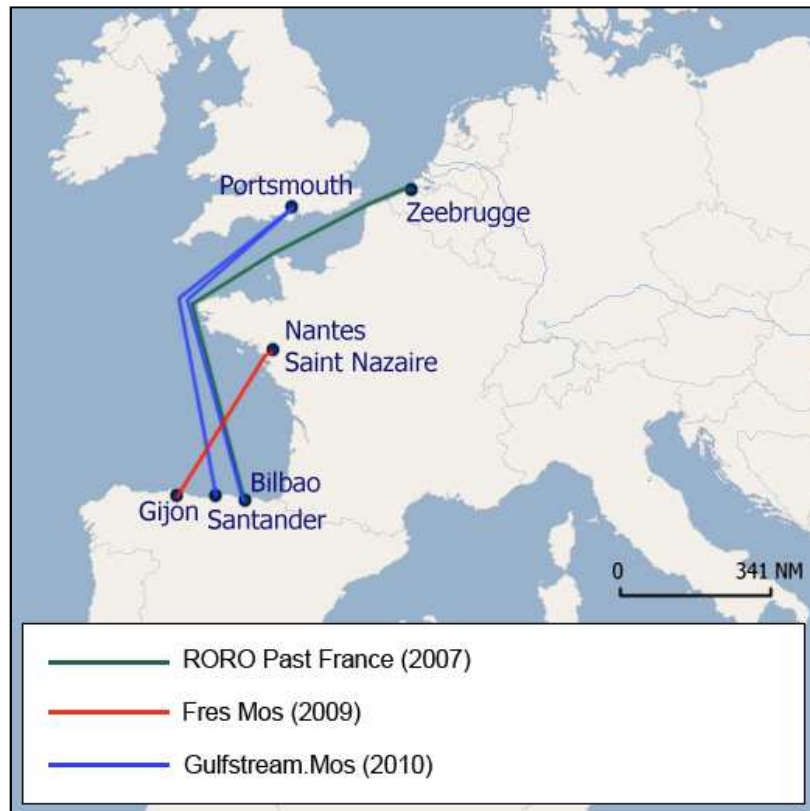 Portsmouth
Zeebrugge
Nantes
Saint Nazaire
Bilbao
Gijon
Santander
0 341 NM
RORO Past France (2007)
Fres Mos (2009)
Gulfstream.Mos (2010)